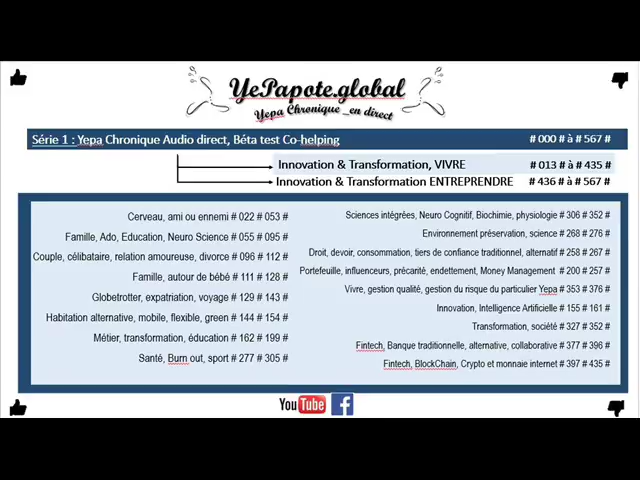 YePapote.global
Yepa Chronique _en direct
Série 1 : Yepa Chronique Audio direct, Béta test Co-helping # 000 # à # 567 #
Innovation & Transformation, VIVRE # 013 # à # 435 #
Innovation & Transformation ENTREPRENDRE # 436 # à # 567 #
Cerveau, ami ou ennemi # 022 # 053 #
Famille, Ado, Education, Neuro Science # 055 # 095 #
Couple, célibataire, relation amoureuse, divorce # 096 # 112 #
Famille, autour de bébé # 111 # 128 #
Globetrotter, expatriation, voyage # 129 # 143 #
Habitation alternative, mobile, flexible, green # 144 # 154 #
Métier, transformation, éducation # 162 # 199 #
Santé, Burn out, sport # 277 # 305 #
Sciences intégrées, Neuro Cognitif, Biochimie, physiologie # 306 # 352 #
Environnement préservation, science # 268 # 276 #
Droit, devoir, consommation, tiers de confiance traditionnel, alternatif # 258 # 267 #
Portefeuille, influenceurs, précarité, endettement, Money Management # 200 # 257 #
Vivre, gestion qualité, gestion du risque du particulier Yepa # 353 # 376 #
Innovation, Intelligence Artificielle # 155 # 161 #
Transformation, société # 327 # 352 #
Fintech, Banque traditionnelle, alternative, collaborative # 377 # 396 #
Fintech, BlockChain, Crypto et monnaie internet # 397 # 435 #
YouTube f